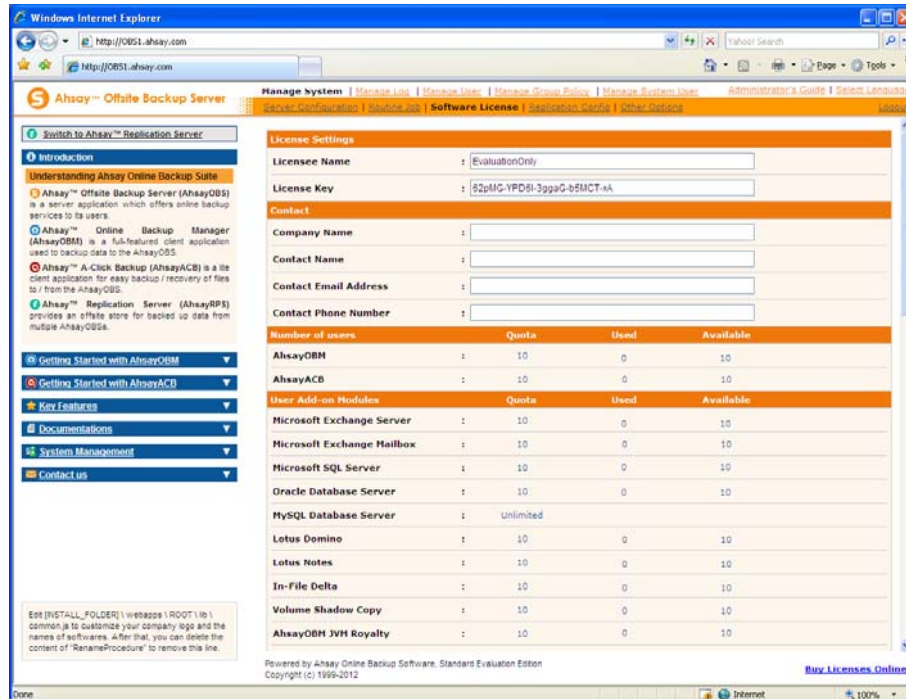 Windows Internet Explorer
http://OBS1.ahsay.com
Yahoo! Search
http://OBS1.ahsay.com
Page
Tools
Ahsay™ Offsite Backup Server
Manage System | Manage Log | Manage User | Manage Group Policy | Manage System User
Administrator's Guide | Select Language
Server Configuration | Routine Job | Software License | Replication Config | Other Options
Logout
Switch to Ahsay™ Replication Server
Introduction
Understanding Ahsay Online Backup Suite
Ahsay™ Offsite Backup Server (AhsayOBS)
is a server application which offers online backup
services to its users.
Ahsay™ Online Backup Manager
(AhsayOBM) is a full-featured client application
used to backup data to the AhsayOBS.
Ahsay™ A-Click Backup (AhsayACB) is a lite
client application for easy backup / recovery of files
to / from the AhsayOBS.
Ahsay™ Replication Server (AhsayRPS)
provides an offsite store for backed up data from
multiple AhsayOBSs.
Getting Started with AhsayOBM
Getting Started with AhsayACB
Key Features
Documentations
System Management
Contact us
Edit [INSTALL_FOLDER] \ webapps \ ROOT \ lib \
common.js to customize your company logo and the
names of softwares. After that, you can delete the
content of "RenameProcedure" to remove this line.
License Settings
Licensee Name : EvaluationOnly
License Key :
Contact
Company Name :
Contact Name :
Contact Email Address :
Contact Phone Number :
Number of users Quota Used Available
AhsayOBM : 10 0 10
AhsayACB : 10 0 10
User Add-on Modules Quota Used Available
Microsoft Exchange Server : 10 0 10
Microsoft Exchange Mailbox : 10 0 10
Microsoft SQL Server : 10 0 10
Oracle Database Server : 10 0 10
MySQL Database Server : Unlimited
Lotus Domino : 10 0 10
Lotus Notes : 10 0 10
In-File Delta : 10 0 10
Volume Shadow Copy : 10 0 10
AhsayOBM JVM Royalty : 10 0 10
Powered by Ahsay Online Backup Software, Standard Evaluation Edition
Copyright (c) 1999-2012
Buy Licenses Online
Done
Internet
100%